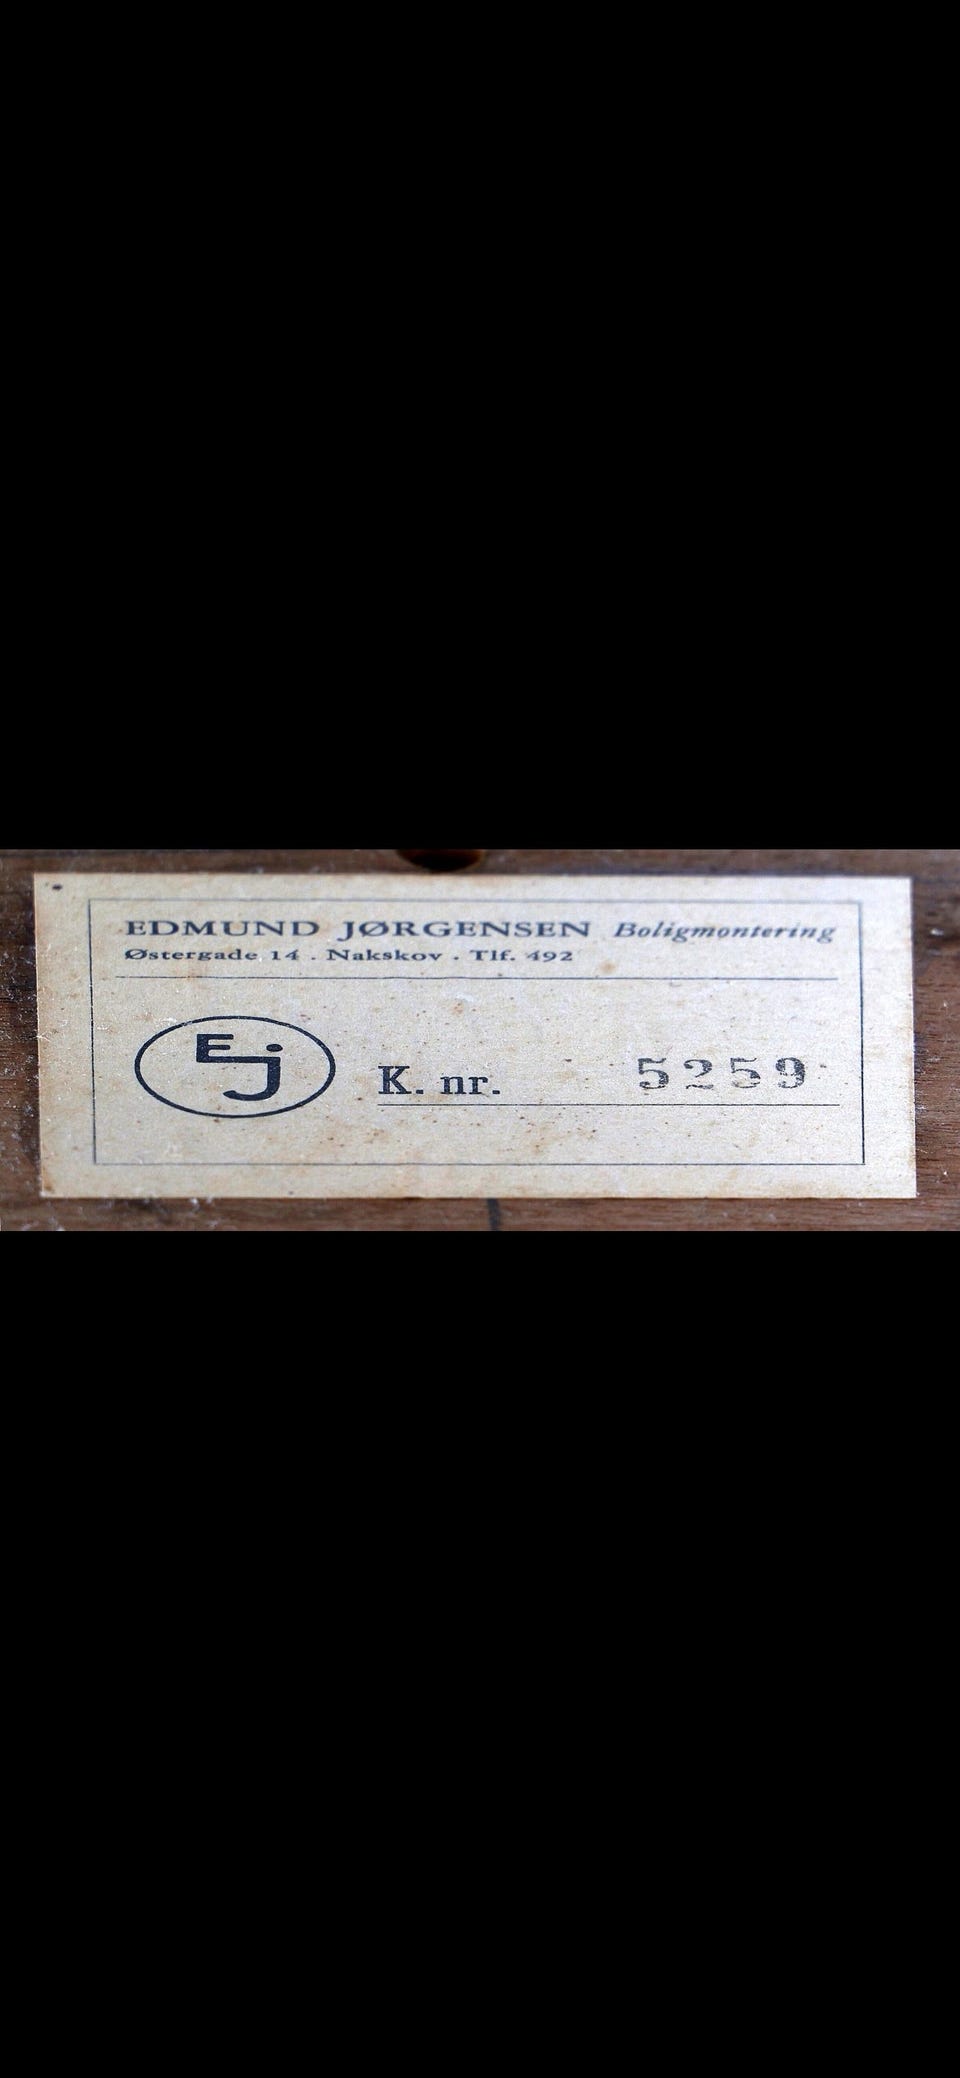 EDMUND JØRGENSEN Boligmontering
Østergade 14 . Nakskov . Tlf. 492
EJ
K. nr. 5259